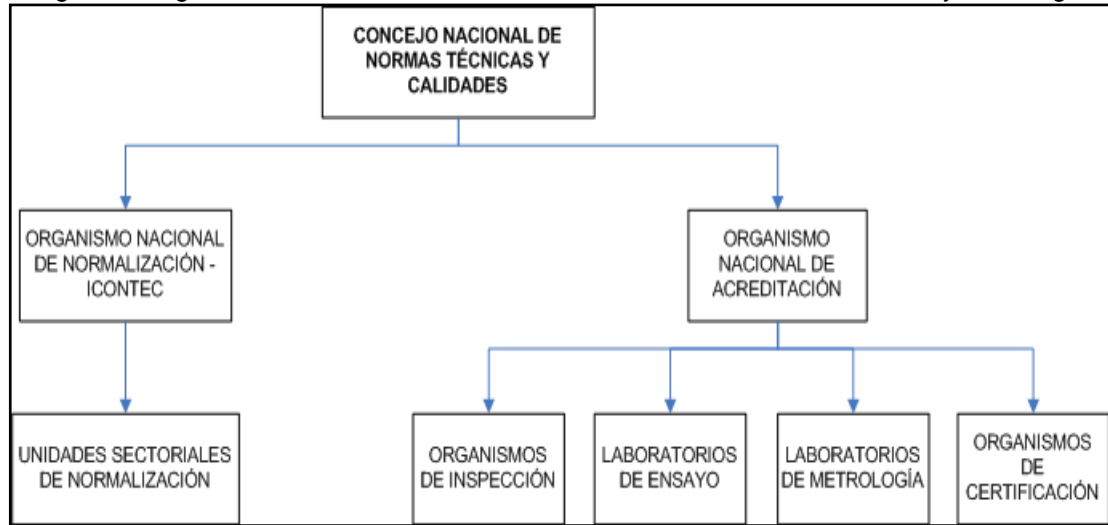 CONCEJO NACIONAL DE
NORMAS TÉCNICAS Y
CALIDADES
ORGANISMO NACIONAL
DE NORMALIZACIÓN -
ICONTEC
ORGANISMO
NACIONAL DE
ACREDITACIÓN
UNIDADES SECTORIALES
DE NORMALIZACIÓN
ORGANISMOS
DE INSPECCIÓN
LABORATORIOS
DE ENSAYO
LABORATORIOS
DE METROLOGÍA
ORGANISMOS
DE
CERTIFICACIÓN